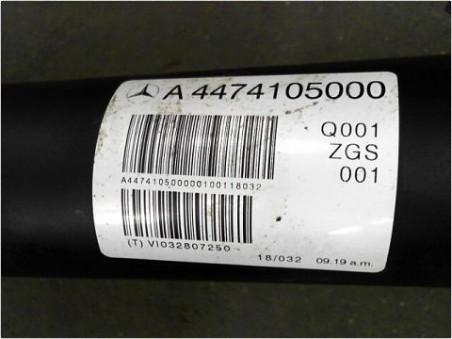 A 4474105000
Q001
ZGS
001
A447410500000100118032
(T) VI032807250
18/032 09.19 a.m.